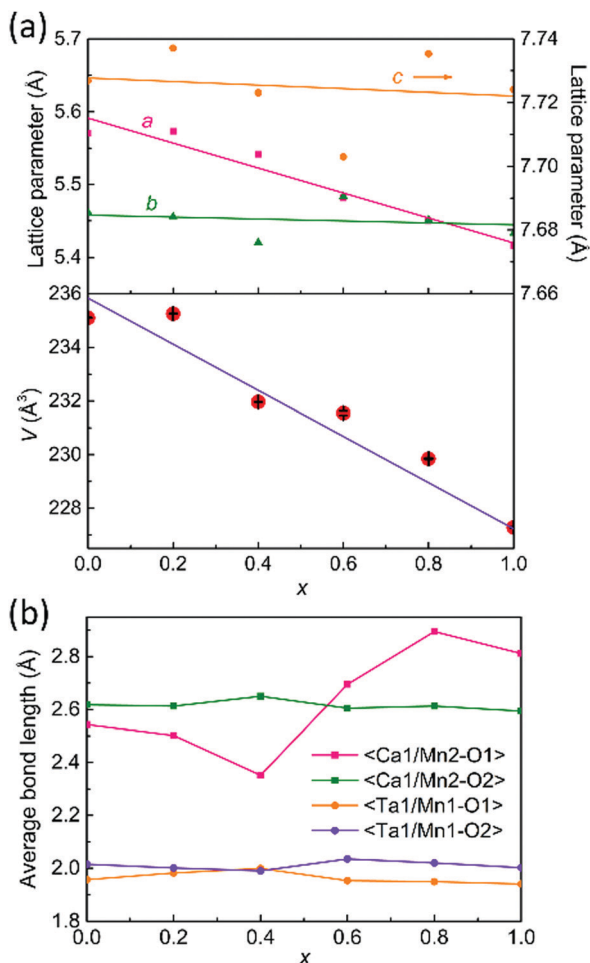 (a)
5.7
5.6
5.5
5.4
Lattice parameter (Å)
a
b
c
7.74
7.72
7.70
7.68
7.66
Lattice parameter (Å)
236
234
232
230
228
V (Å³)
0.0 0.2 0.4 0.6 0.8 1.0
x
(b)
2.8
2.6
2.4
2.2
2.0
1.8
Average bond length (Å)
<Ca1/Mn2-O1>
<Ca1/Mn2-O2>
<Ta1/Mn1-O1>
<Ta1/Mn1-O2>
0.0 0.2 0.4 0.6 0.8 1.0
x